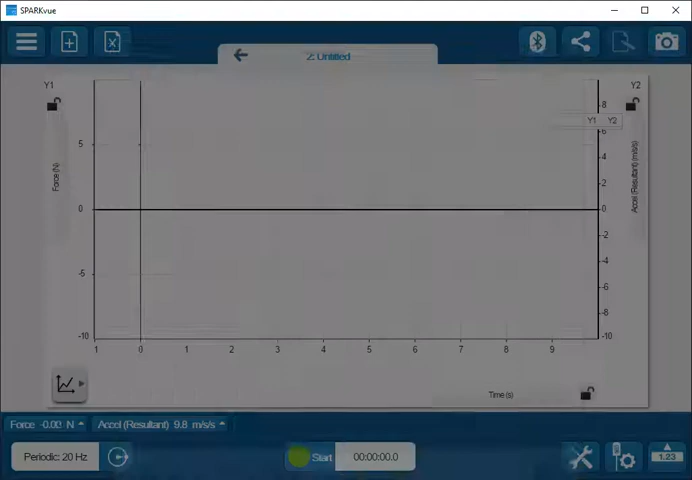 SPARKvue
2: Untitled
Y1
Y2
Y1 Y2
Force (N)
Accel (Resultant) (m/s/s)
5
0
-5
-10
8
6
4
2
0
-2
-4
-6
-8
-10
1 0 1 2 3 4 5 6 7 8 9
Time (s)
Force -0.00 N
Accel (Resultant) 9.8 m/s/s
Periodic: 20 Hz
Start
00:00:00.0
1.23